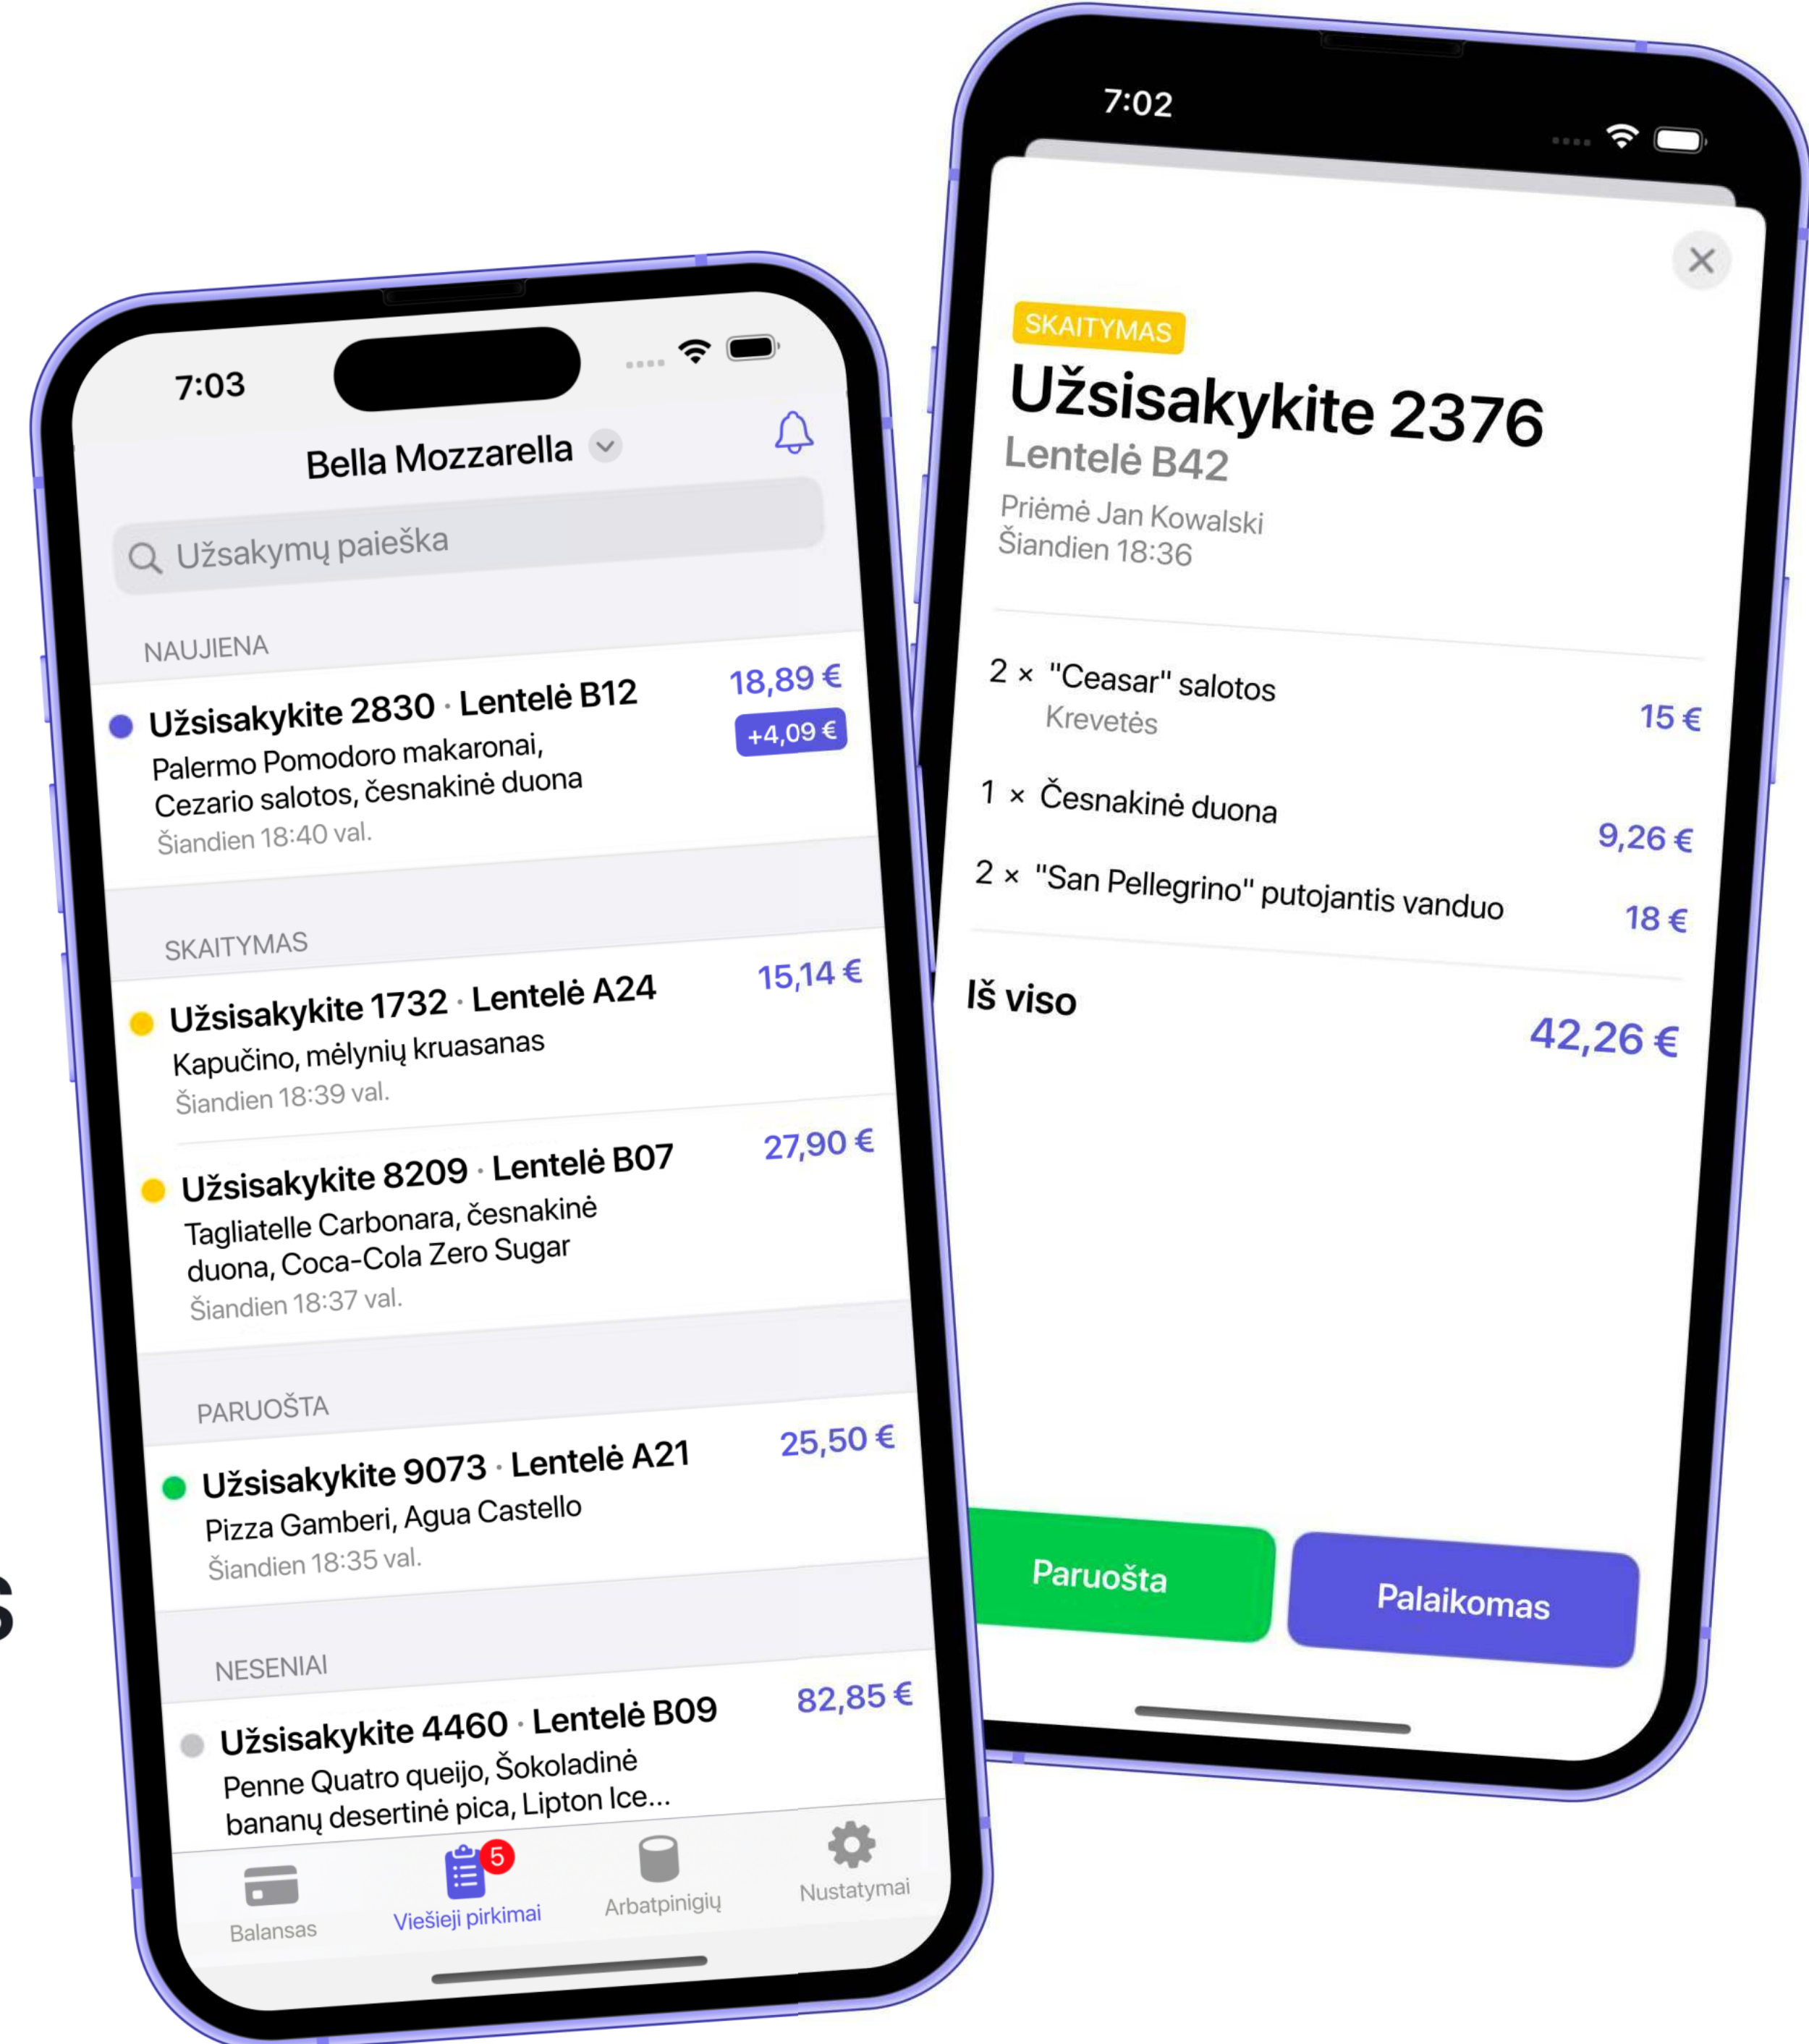 7:03
Bella Mozzarella
Užsakymų paieška
NAUJIENA
Užsisakykite 2830 · Lentelė B12
18,89 €
Palermo Pomodoro makaronai,
+4,09 €
Cezario salotos, česnakinė duona
Šiandien 18:40 val.
SKAITYMAS
Užsisakykite 1732 · Lentelė A24
15,14 €
Kapučino, mėlynių kruasanas
Šiandien 18:39 val.
Užsisakykite 8209 · Lentelė B07
27,90 €
Tagliatelle Carbonara, česnakinė
duona, Coca-Cola Zero Sugar
Šiandien 18:37 val.
PARUOŠTA
Užsisakykite 9073 · Lentelė A21
25,50 €
Pizza Gamberi, Agua Castello
Šiandien 18:35 val.
NESENIAI
Užsisakykite 4460 · Lentelė B09
82,85 €
Penne Quatro queijo, Šokoladinė
bananų desertinė pica, Lipton Ice...
5
Balansas
Viešieji pirkimai
Arbatpinigių
Nustatymai
7:02
SKAITYMAS
Užsisakykite 2376
Lentelė B42
Priėmė Jan Kowalski
Šiandien 18:36
2 × "Ceasar" salotos
15 €
Krevetės
1 × Česnakinė duona
9,26 €
2 × "San Pellegrino" putojantis vanduo
18 €
Iš viso
42,26 €
Paruošta
Palaikomas
s